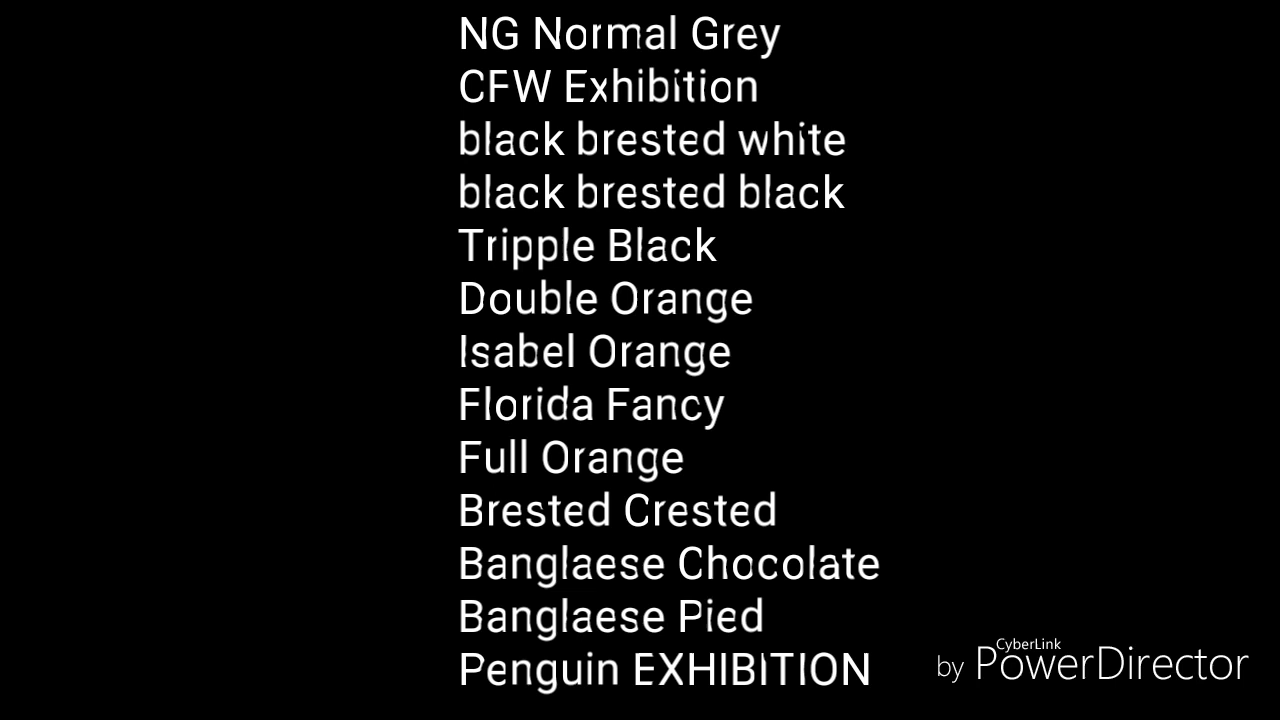 NG Normal Grey
CFW Exhibition
black brested white
black brested black
Tripple Black
Double Orange
Isabel Orange
Florida Fancy
Full Orange
Brested Crested
Banglaese Chocolate
Banglaese Pied
Penguin EXHIBITION
by CyberLink PowerDirector